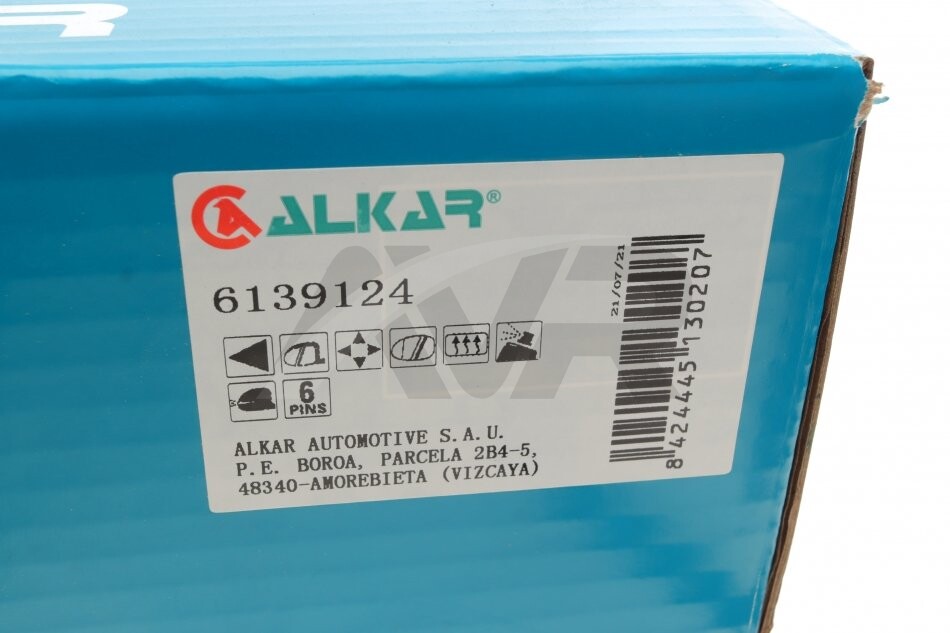 R
ALKAR®
6139124
21/07/21
M
6
PINS
ALKAR AUTOMOTIVE S.A.U.
P.E. BOROA, PARCELA 2B4-5,
48340-AMOREBIETA (VIZCAYA)
8 424445 130207
AVR